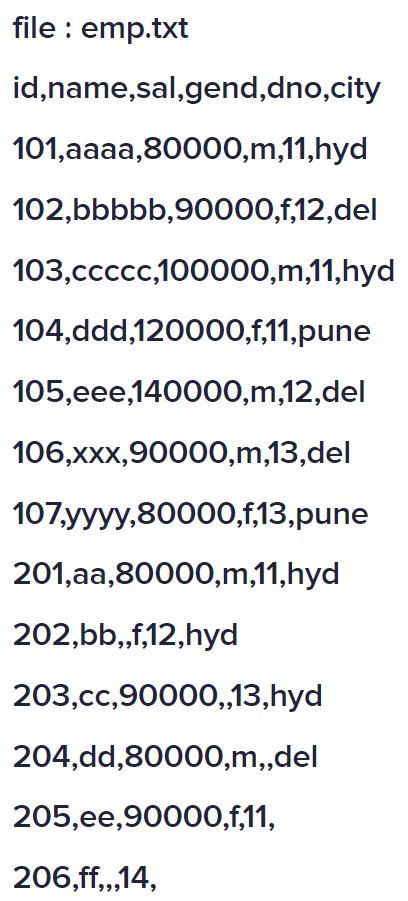 file : emp.txt
id,name,sal,gend,dno,city
101,aaaa,80000,m,11,hyd
102,bbbbb,90000,f,12,del
103,ccccc,100000,m,11,hyd
104,ddd,120000,f,11,pune
105,eee,140000,m,12,del
106,xxx,90000,m,13,del
107,yyyy,80000,f,13,pune
201,aa,80000,m,11,hyd
202,bb,,f,12,hyd
203,cc,90000,,13,hyd
204,dd,80000,m,,del
205,ee,90000,f,11,
206,ff,,,14,